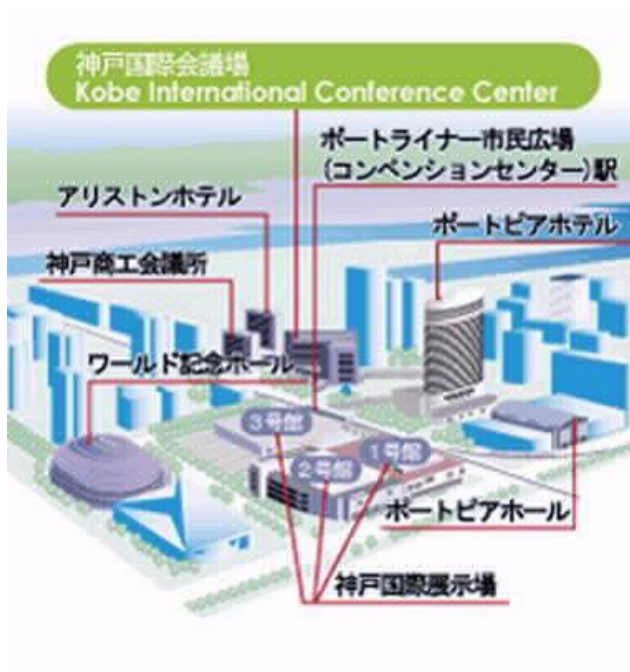 神戸国際会議場
Kobe International Conference Center
ポートライナー市民広場
(コンベンションセンター)駅
アリストンホテル
ポートピアホテル
神戸商工会議所
ワールド記念ホール
3号館
1号館
2号館
ポートピアホール
神戸国際展示場